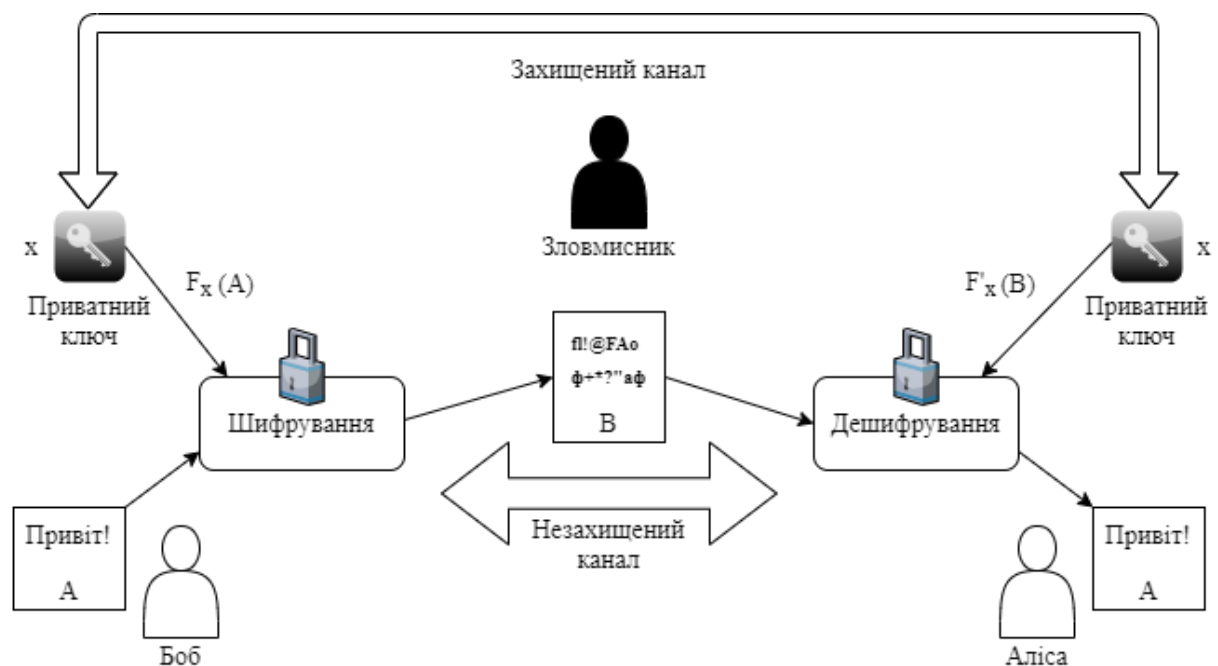 Захищений канал
Зловмисник
x
Приватний
ключ
Fx (A)
F'x (B)
x
Приватний
ключ
fl!@FAo
ф+*?"аф
B
Шифрування
Дешифрування
Незахищений
канал
Привіт!
A
Боб
Привіт!
A
Аліса